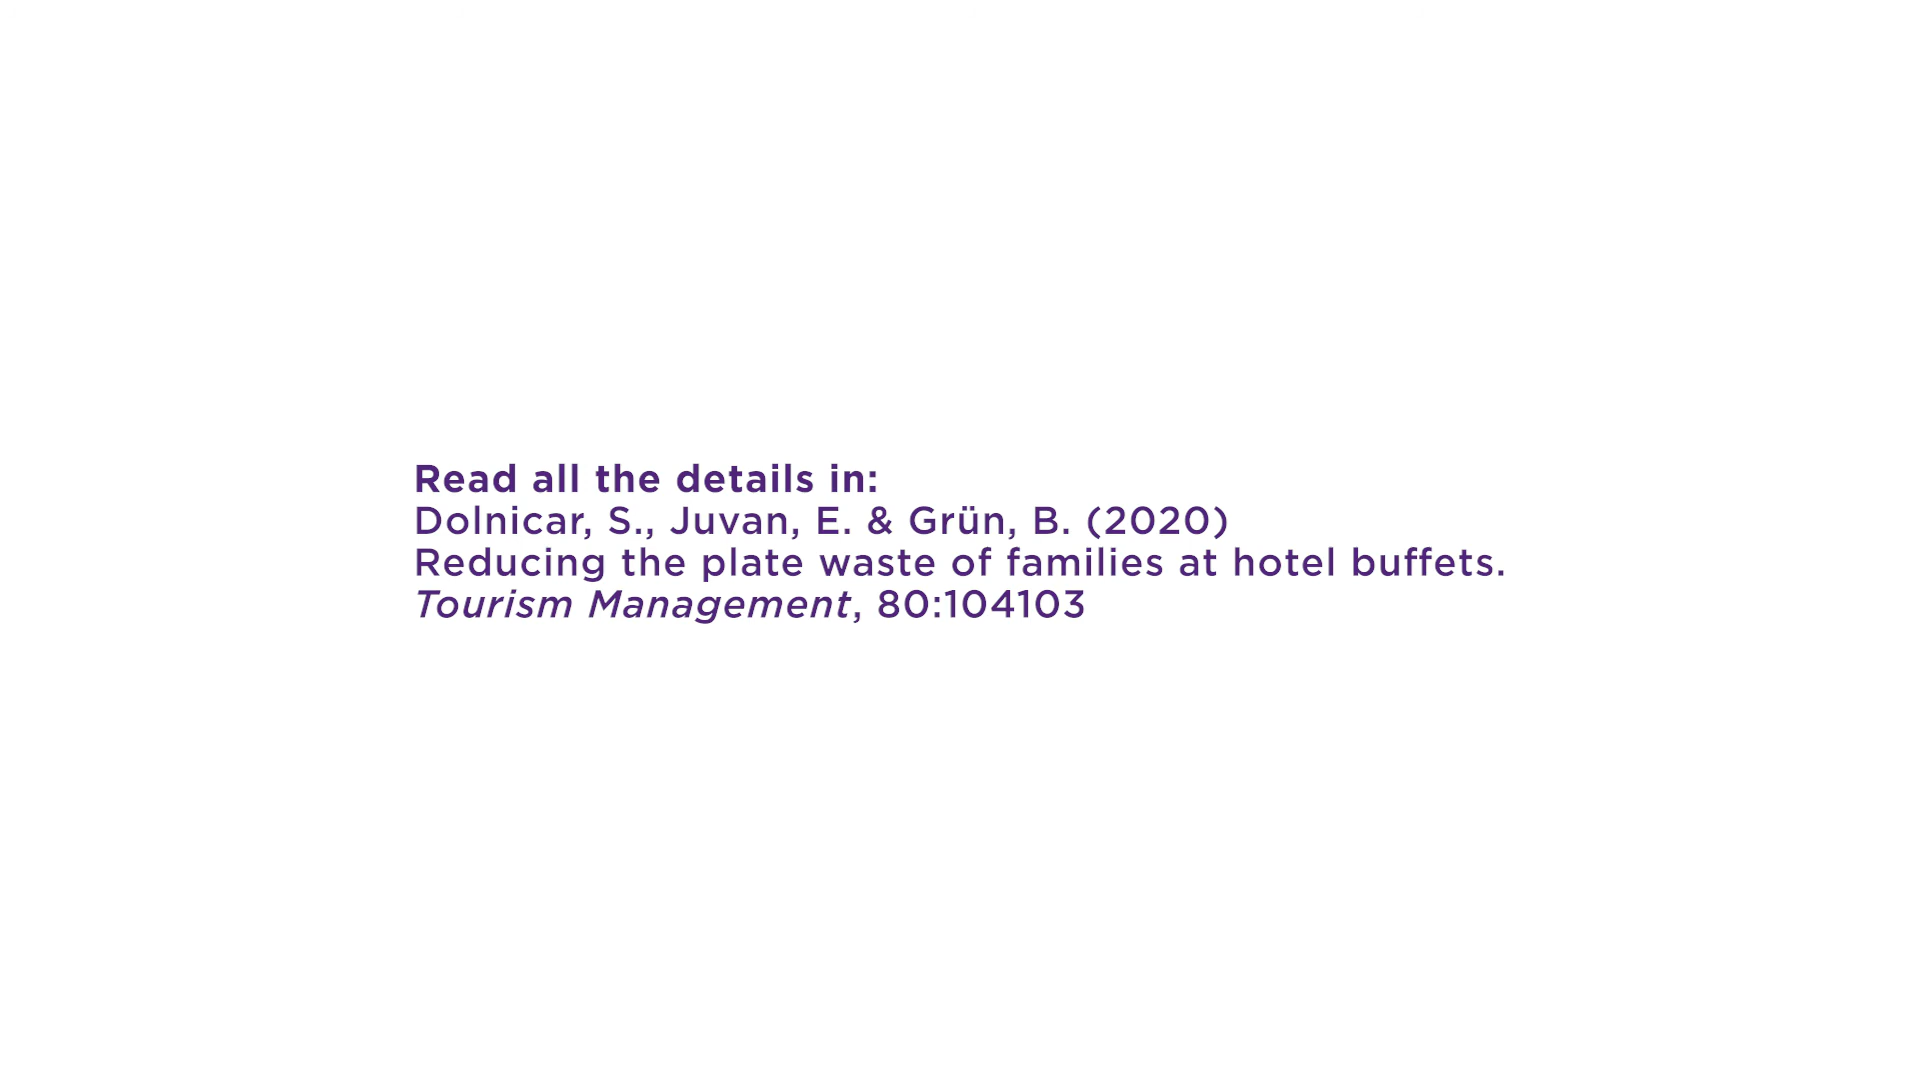 Read all the details in:
Dolnicar, S., Juvan, E. & Grün, B. (2020)
Reducing the plate waste of families at hotel buffets.
Tourism Management, 80:104103